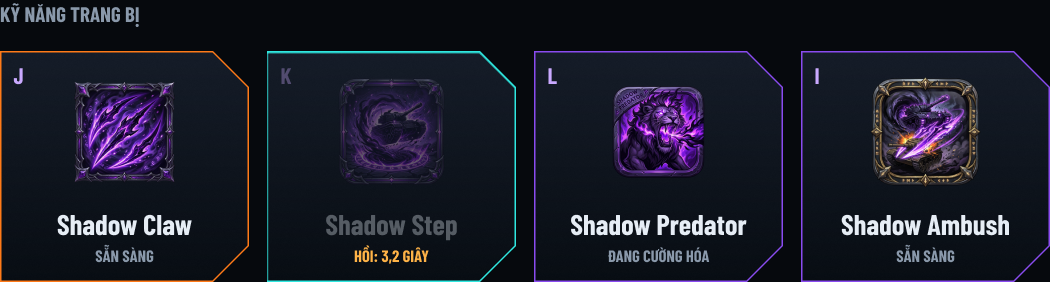 KỸ NĂNG TRANG BỊ
J
Shadow Claw
SẴN SÀNG
K
Shadow Step
HỒI: 3,2 GIÂY
L
Shadow Predator
ĐANG CƯỜNG HÓA
I
Shadow Ambush
SẴN SÀNG